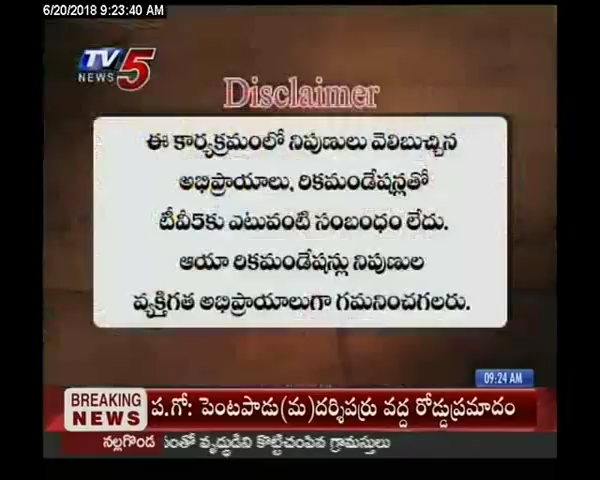 6/20/2018 9:23:40 AM
TV5
NEWS
Disclaimer
ఈ కార్యక్రమంలో నిపుణులు వెలిబుచ్చిన
అభిప్రాయాలు, రికమండేషన్లతో
టీవీ5కు ఎటువంటి సంబంధం లేదు.
ఆయా రికమండేషన్లు నిపుణుల
వ్యక్తిగత అభిప్రాయాలుగా గమనించగలరు.
09:24 AM
BREAKING NEWS
ప.గో: పెంటపాడు(మ)దర్శిపర్రు వద్ద రోడ్డుప్రమాదం
నల్లగొండ వృద్ధుడిని కొట్టిచంపిన గ్రామస్తులు